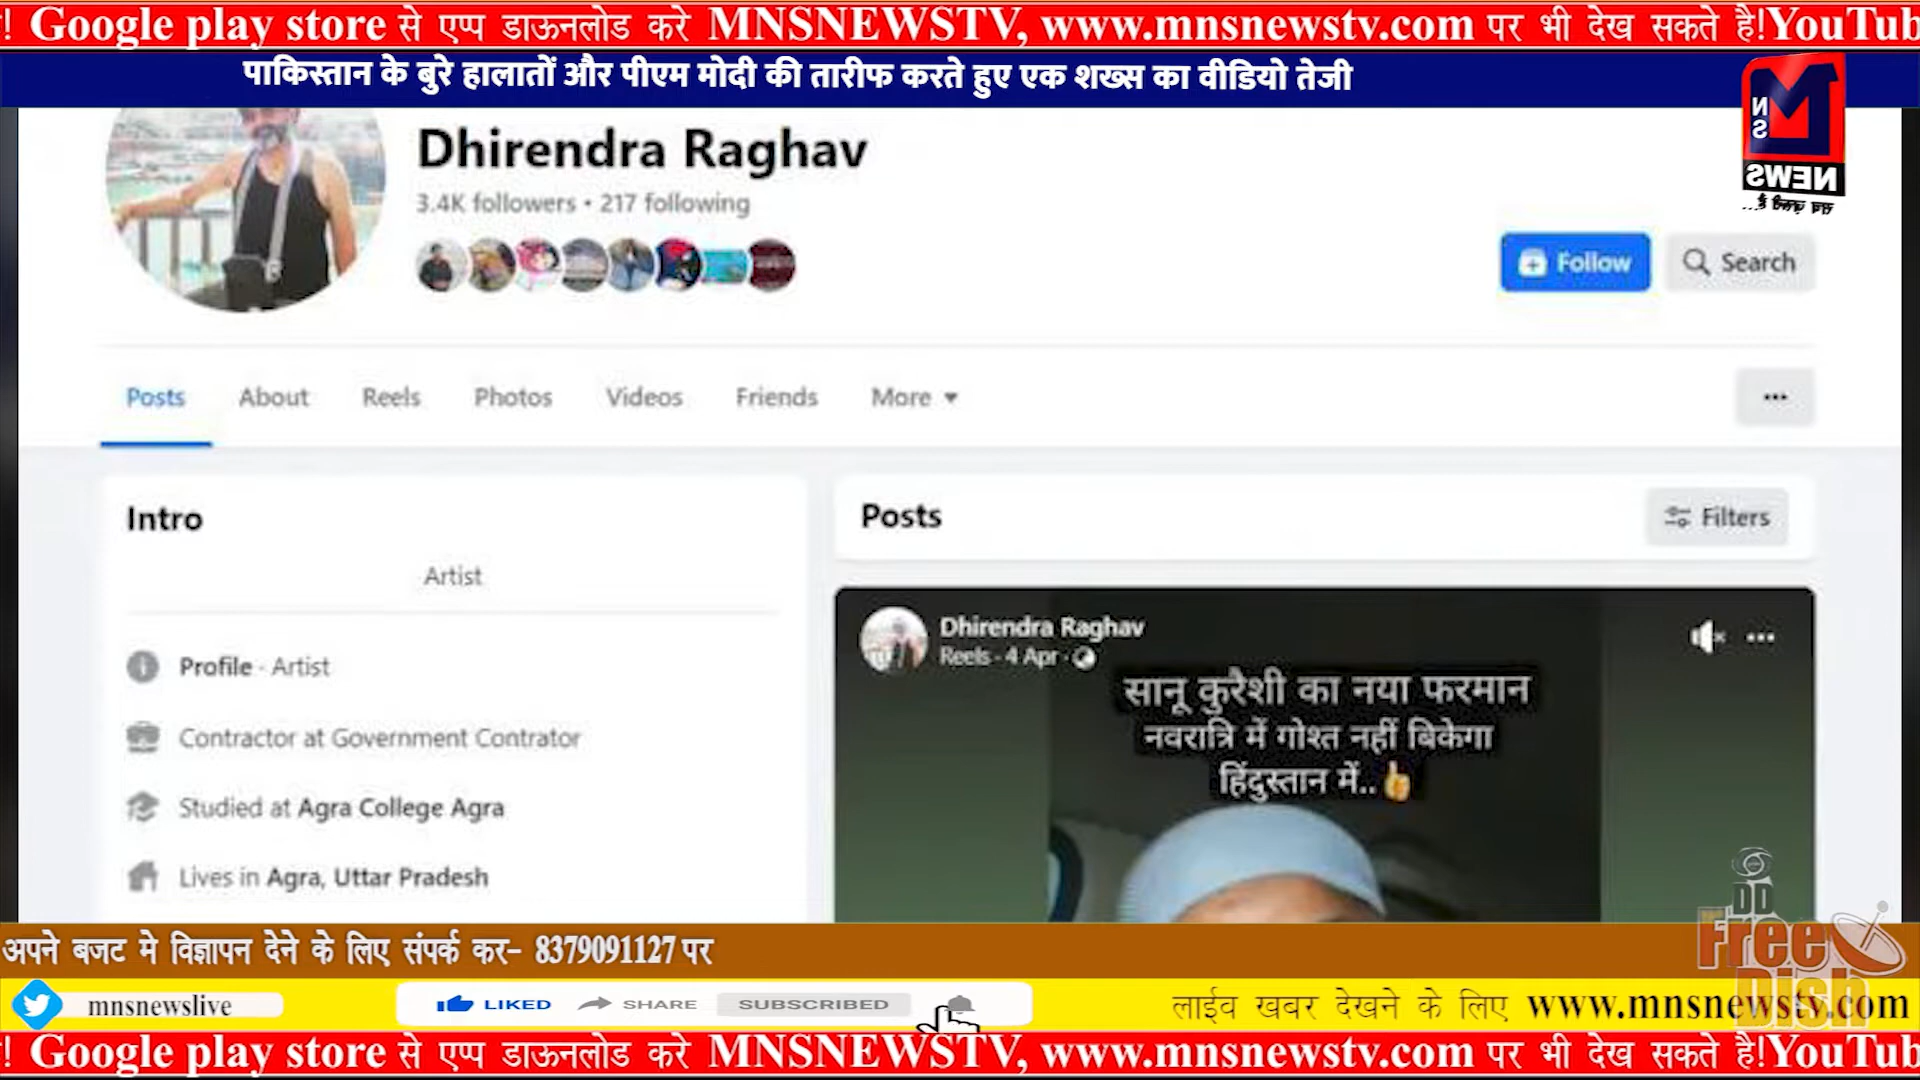 ! Google play store से एप्प डाऊनलोड करे MNSNEWSTV, www.mnsnewstv.com पर भी देख सकते है!YouTub
पाकिस्तान के बुरे हालातों और पीएम मोदी की तारीफ करते हुए एक शख्स का वीडियो तेजी
MNS
NEWS
Dhirendra Raghav
3.4K followers • 217 following
Follow
Search
Posts About Reels Photos Videos Friends More
Intro
Artist
Profile · Artist
Contractor at Government Contrator
Studied at Agra College Agra
Lives in Agra, Uttar Pradesh
Posts
Filters
Dhirendra Raghav
Reels · 4 Apr ·
सानू कुरैशी का नया फरमान
नवरात्रि में गोश्त नहीं बिकेगा
हिंदुस्तान में..👍
DD
Free
Dish
अपने बजट मे विज्ञापन देने के लिए संपर्क कर- 8379091127 पर
mnsnewslive
LIKED SHARE SUBSCRIBED
लाईव खबर देखने के लिए www.mnsnewstv.com
! Google play store से एप्प डाऊनलोड करे MNSNEWSTV, www.mnsnewstv.com पर भी देख सकते है!YouTub